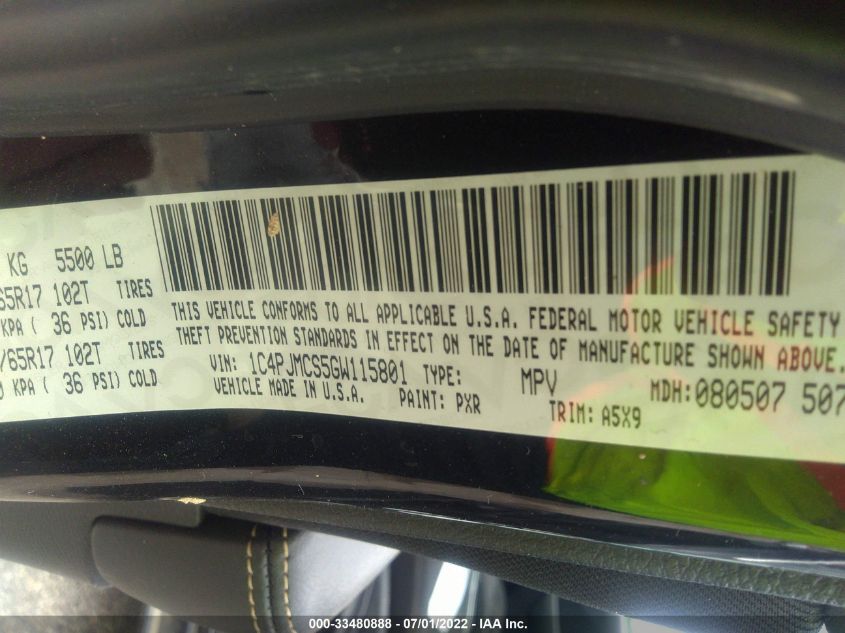 KG 5500 LB
65R17 102T TIRES
KPA ( 36 PSI) COLD
/65R17 102T TIRES
0 KPA ( 36 PSI) COLD
THIS VEHICLE CONFORMS TO ALL APPLICABLE U.S.A. FEDERAL MOTOR VEHICLE SAFETY
THEFT PREVENTION STANDARDS IN EFFECT ON THE DATE OF MANUFACTURE SHOWN ABOVE.
VIN: 1C4PJMCS5GW115801 TYPE: MPV MDH:080507 507
VEHICLE MADE IN U.S.A. PAINT: PXR TRIM: A5X9
000-33480888 - 07/01/2022 - IAA Inc.